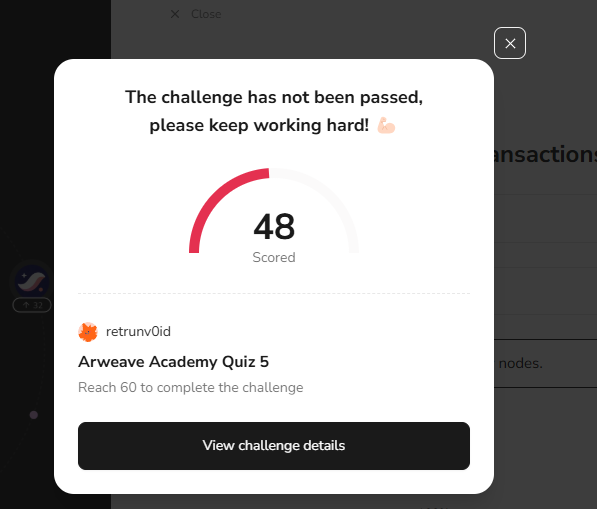 Close
The challenge has not been passed,
please keep working hard! 💪
ansactions
48
Scored
32
retrunv0id
nodes.
Arweave Academy Quiz 5
Reach 60 to complete the challenge
View challenge details